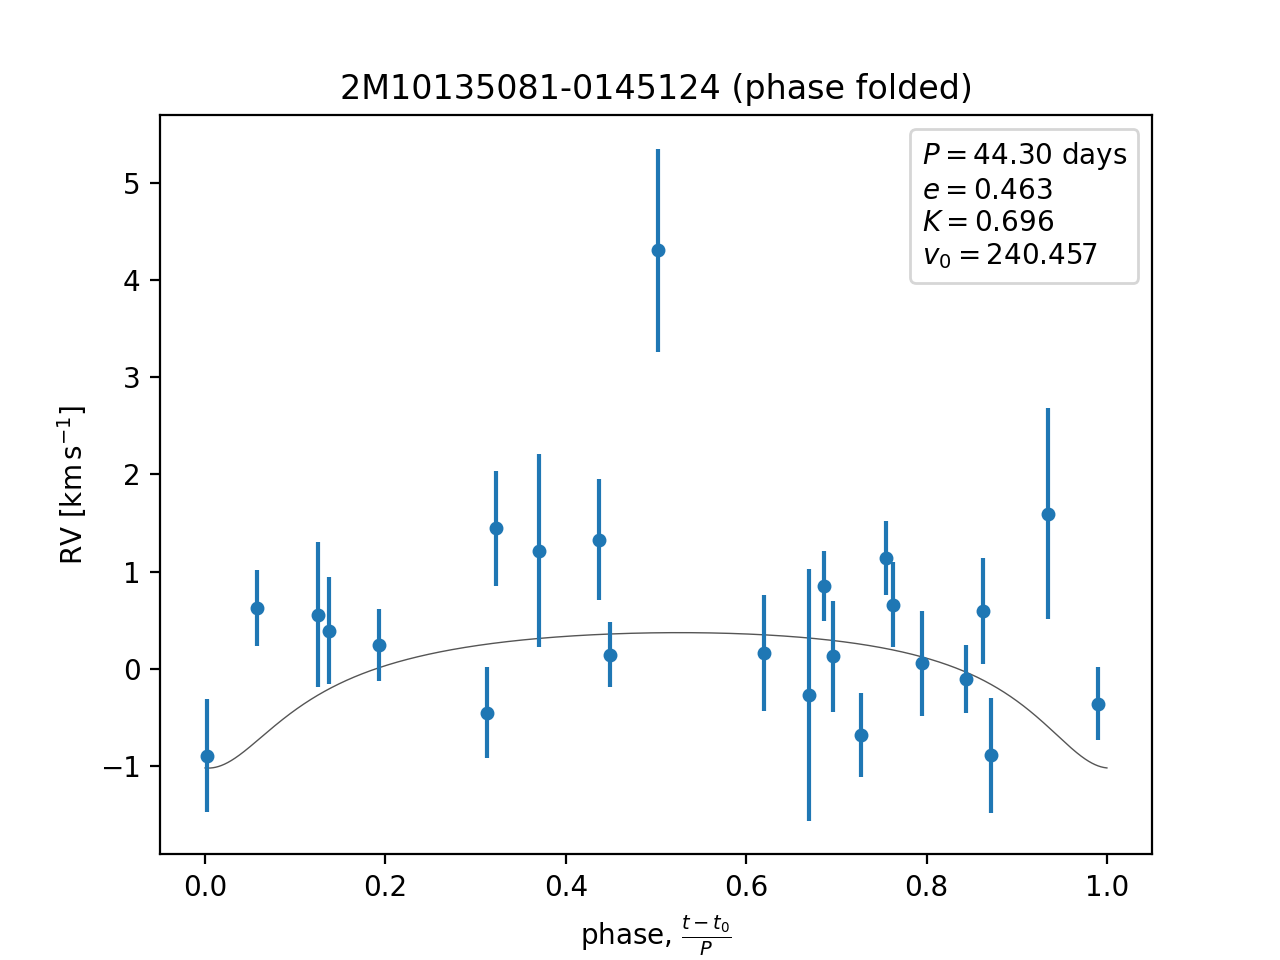 2M10135081-0145124 (phase folded)
P = 44.30 days
e = 0.463
K = 0.696
v₀ = 240.457
5
4
3
2
1
0
−1
RV [km s⁻¹]
0.0 0.2 0.4 0.6 0.8 1.0
phase, (t − t₀)/P